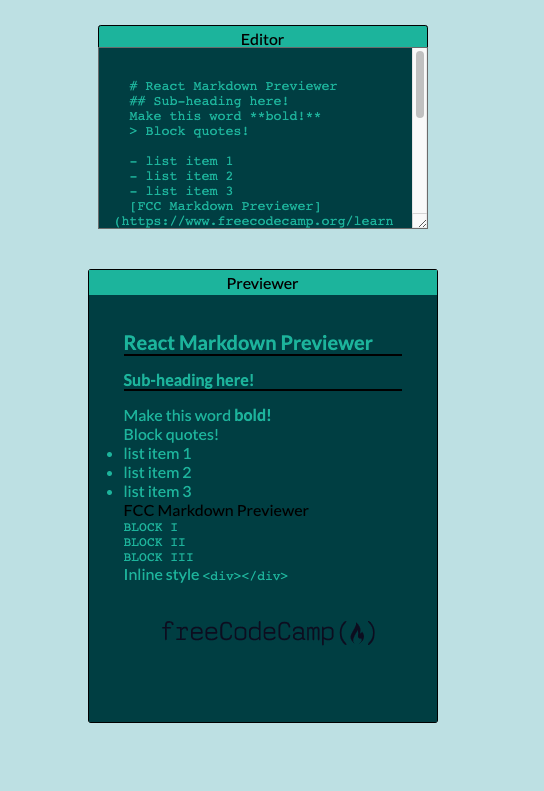 Editor
# React Markdown Previewer
## Sub-heading here!
Make this word **bold!**
> Block quotes!
- list item 1
- list item 2
- list item 3
[FCC Markdown Previewer]
(https://www.freecodecamp.org/learn
Previewer
React Markdown Previewer
Sub-heading here!
Make this word bold!
Block quotes!
• list item 1
• list item 2
• list item 3
FCC Markdown Previewer
BLOCK I
BLOCK II
BLOCK III
Inline style <div></div>
freeCodeCamp(🔥)